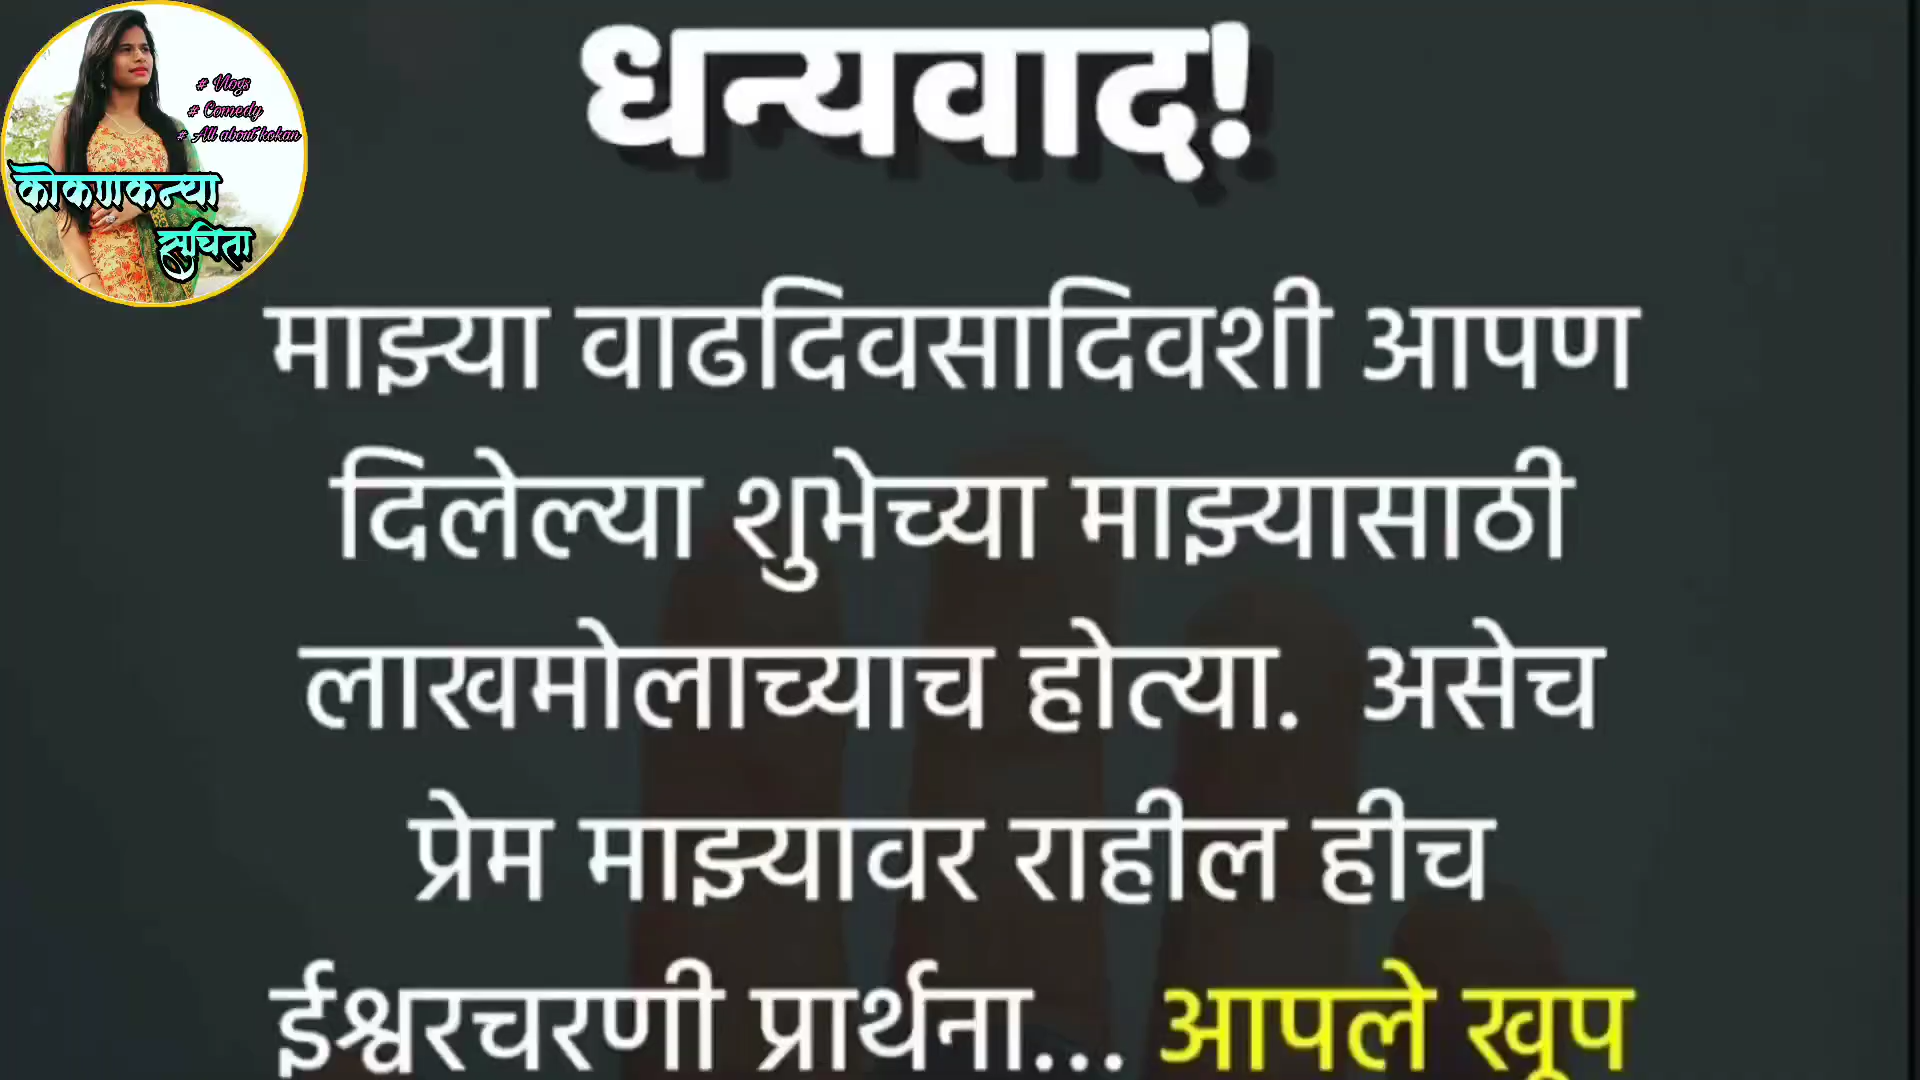 धन्यवाद!
# Vlogs
# Comedy
# All about kokan
कोकणकन्या
सुचिता
माझ्या वाढदिवसादिवशी आपण
दिलेल्या शुभेच्या माझ्यासाठी
लाखमोलाच्याच होत्या. असेच
प्रेम माझ्यावर राहील हीच
ईश्वरचरणी प्रार्थना... आपले खूप